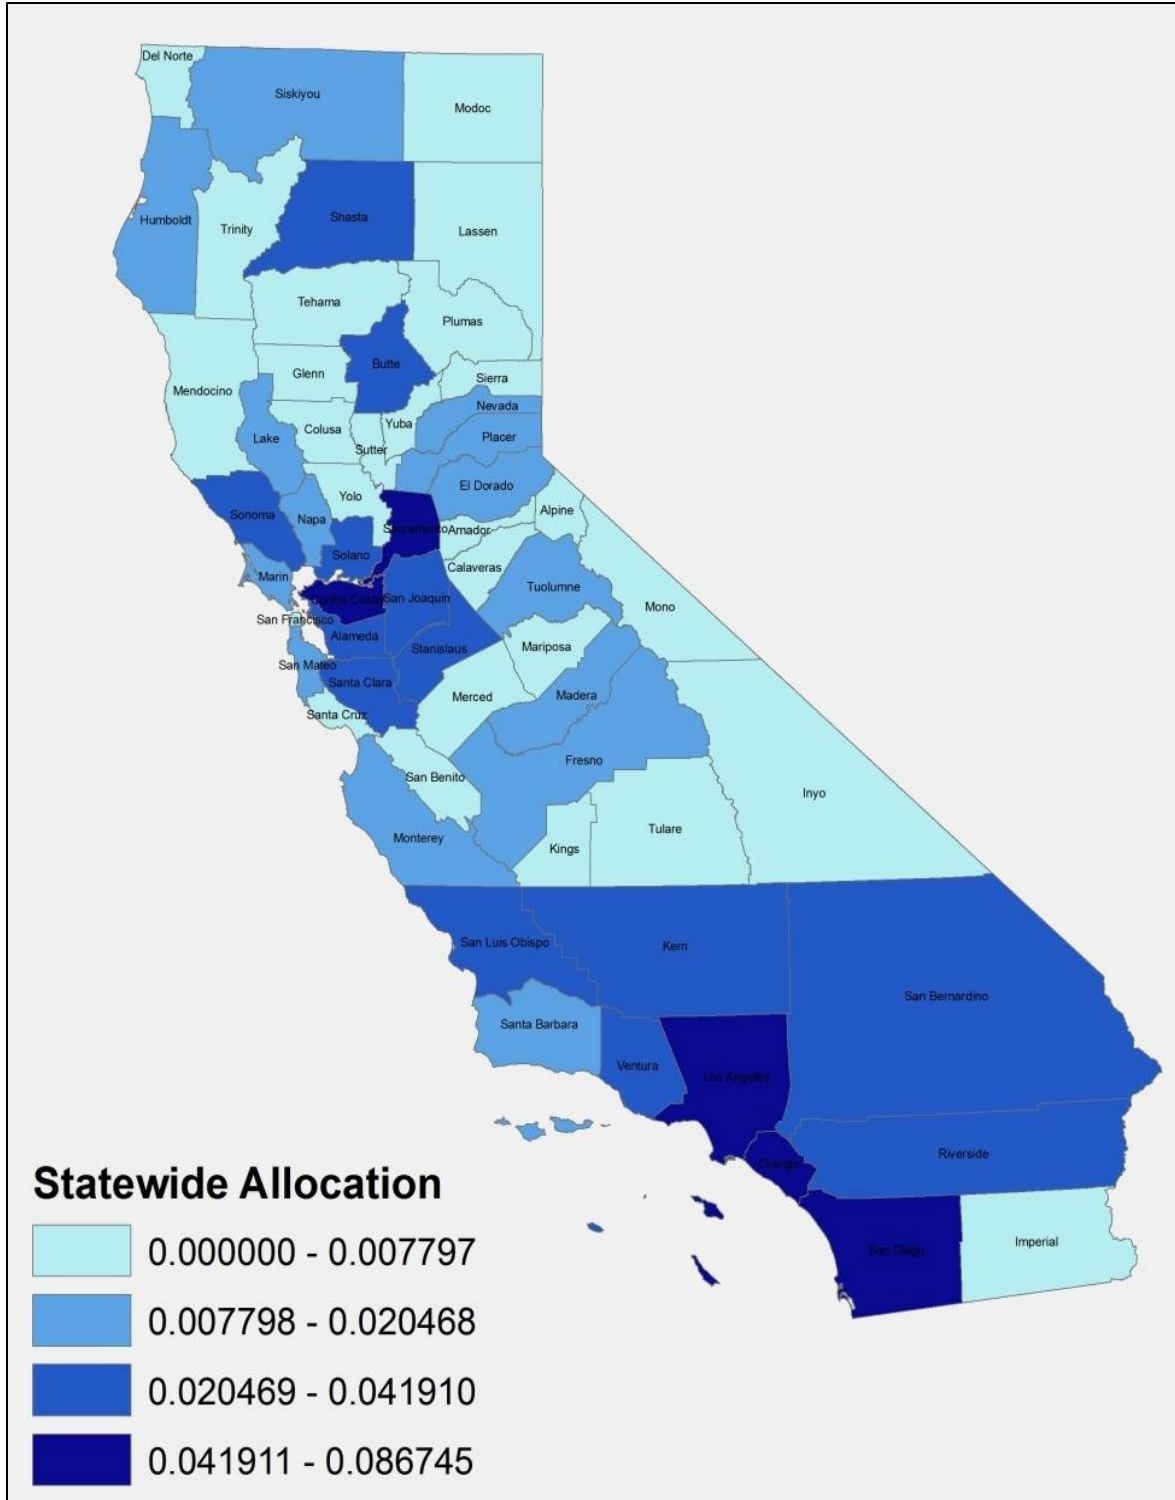 Del Norte
Siskiyou
Modoc
Humboldt
Trinity
Shasta
Lassen
Tehama
Plumas
Butte
Glenn
Sierra
Mendocino
Nevada
Colusa
Yuba
Lake
Placer
Sutter
El Dorado
Yolo
Alpine
Sonoma
Napa
Sacramento
Amador
Solano
Calaveras
Marin
Tuolumne
Contra Costa
San Joaquin
Mono
San Francisco
Alameda
Stanislaus
Mariposa
San Mateo
Santa Clara
Merced
Madera
Santa Cruz
Fresno
San Benito
Inyo
Monterey
Kings
Tulare
San Luis Obispo
Kern
San Bernardino
Santa Barbara
Ventura
Los Angeles
Orange
Riverside
San Diego
Imperial
Statewide Allocation
0.000000 - 0.007797
0.007798 - 0.020468
0.020469 - 0.041910
0.041911 - 0.086745